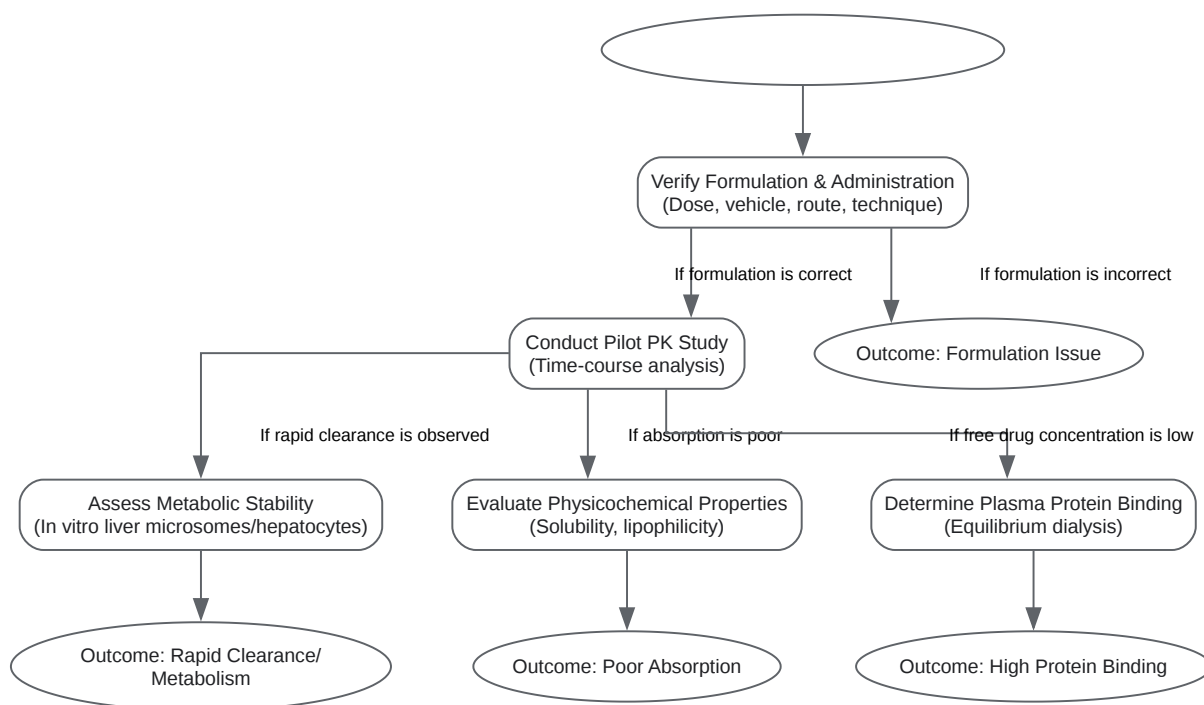 Verify Formulation & Administration
(Dose, vehicle, route, technique)
If formulation is correct
If formulation is incorrect
Conduct Pilot PK Study
(Time-course analysis)
Outcome: Formulation Issue
If rapid clearance is observed
If absorption is poor
If free drug concentration is low
Assess Metabolic Stability
(In vitro liver microsomes/hepatocytes)
Evaluate Physicochemical Properties
(Solubility, lipophilicity)
Determine Plasma Protein Binding
(Equilibrium dialysis)
Outcome: Rapid Clearance/
Metabolism
Outcome: Poor Absorption
Outcome: High Protein Binding